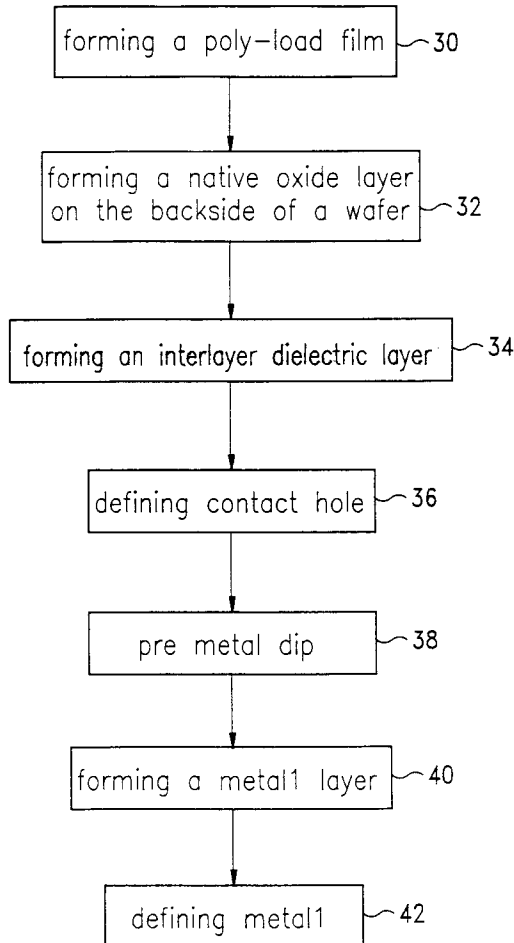 forming a poly-load film
30
forming a native oxide layer
on the backside of a wafer
32
forming an interlayer dielectric layer
34
defining contact hole
36
pre metal dip
38
forming a metal1 layer
40
defining metal1
42